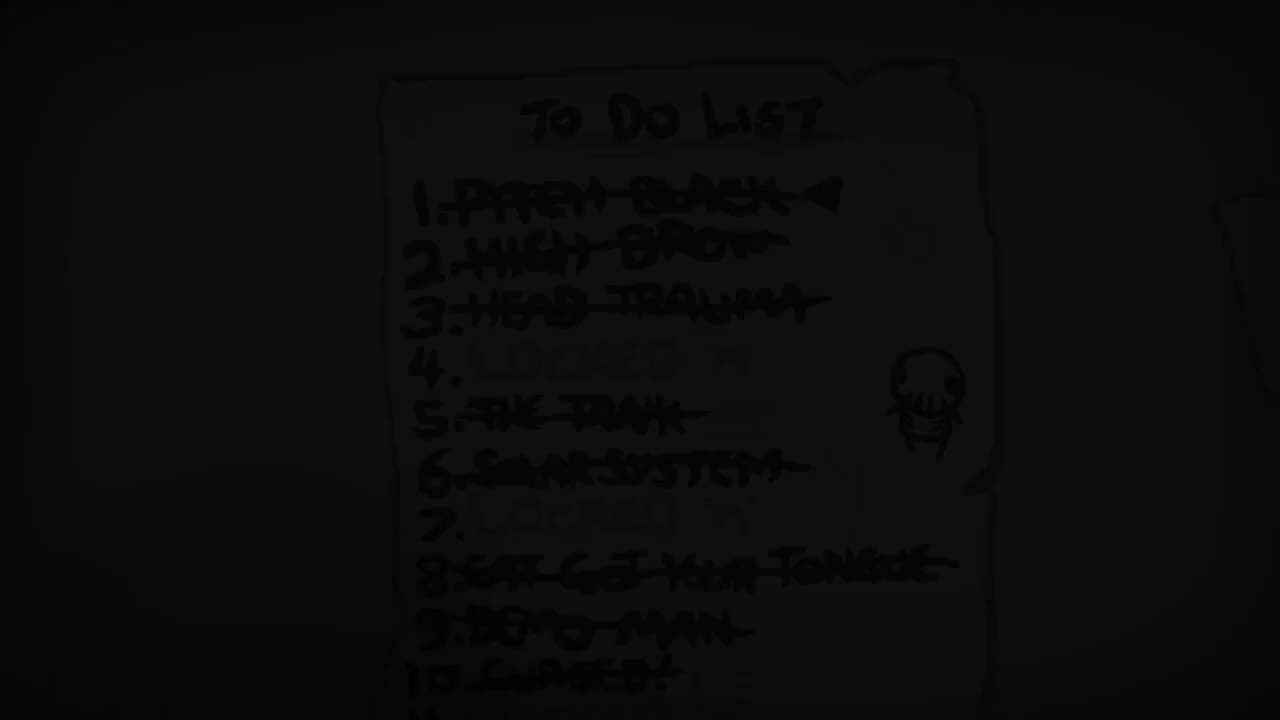 TO DO LIST
1. PITCH BLACK
2. HIGH BROW
3. HEAD TRAUMA
4. LOCKED
5. THE TANK
6. SOLAR SYSTEM
7. LOCKED
8. CAT GOT YOUR TONGUE
9. DEMO MAN
10 CURSED!